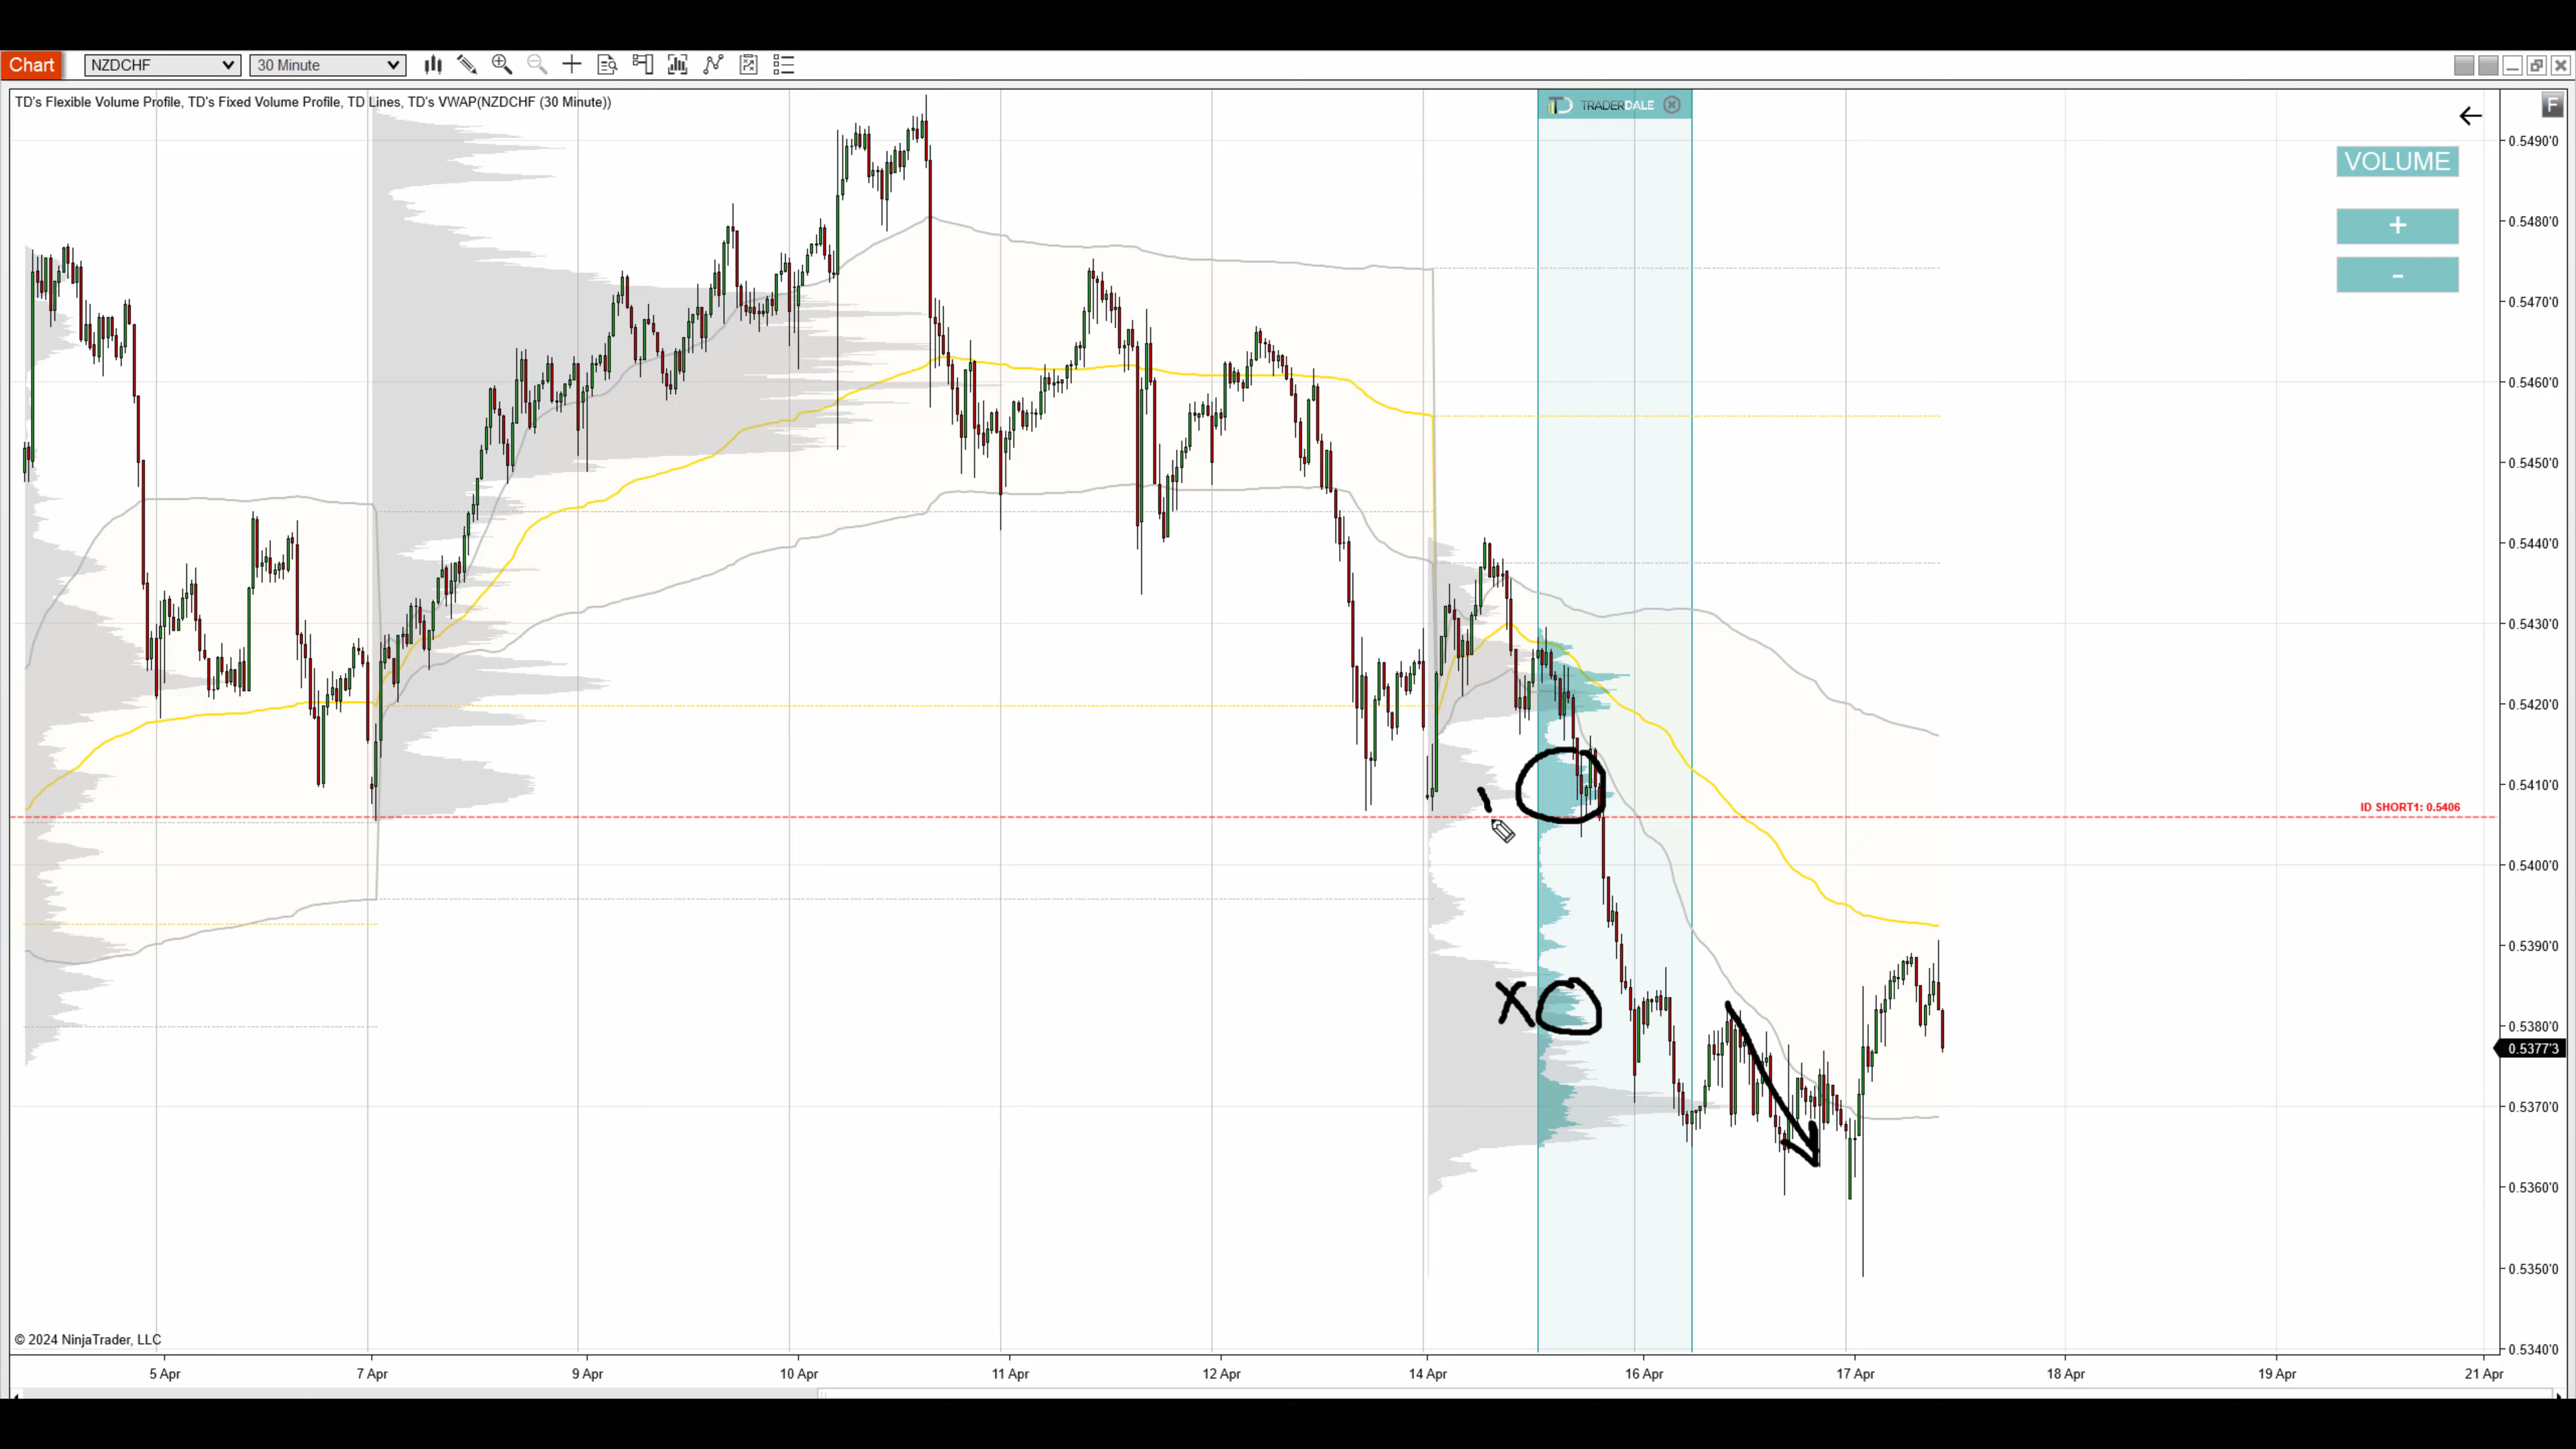 Chart NZDCHF 30 Minute
TD's Flexible Volume Profile, TD's Fixed Volume Profile, TD Lines, TD's VWAP(NZDCHF (30 Minute))
TRADERDALE
F
VOLUME
+
-
0.5490'0
0.5480'0
0.5470'0
0.5460'0
0.5450'0
0.5440'0
0.5430'0
0.5420'0
0.5410'0
ID SHORT1: 0.5406
0.5400'0
0.5390'0
X
0.5380'0
0.5377'3
0.5370'0
0.5360'0
0.5350'0
0.5340'0
© 2024 NinjaTrader, LLC
5 Apr 7 Apr 9 Apr 10 Apr 11 Apr 12 Apr 14 Apr 16 Apr 17 Apr 18 Apr 19 Apr 21 Apr